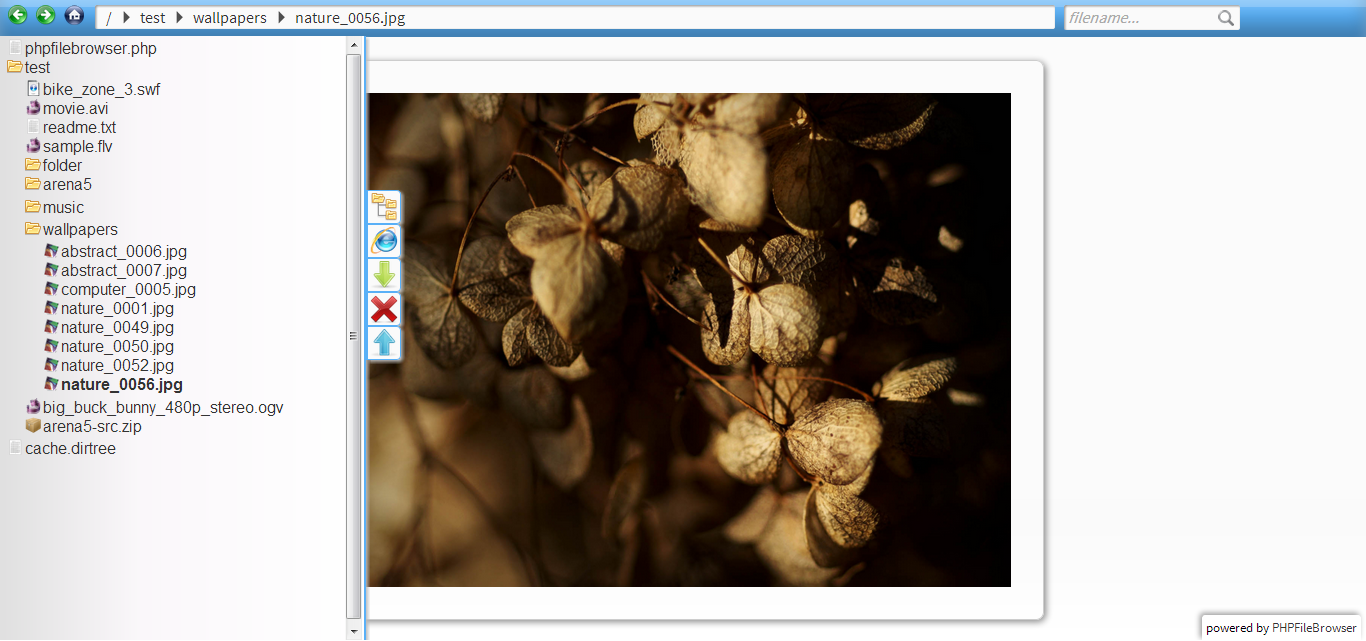 / test wallpapers nature_0056.jpg filename...
phpfilebrowser.php
test
bike_zone_3.swf
movie.avi
readme.txt
sample.flv
folder
arena5
music
wallpapers
abstract_0006.jpg
abstract_0007.jpg
computer_0005.jpg
nature_0001.jpg
nature_0049.jpg
nature_0050.jpg
nature_0052.jpg
nature_0056.jpg
big_buck_bunny_480p_stereo.ogv
arena5-src.zip
cache.dirtree
powered by PHPFileBrowser